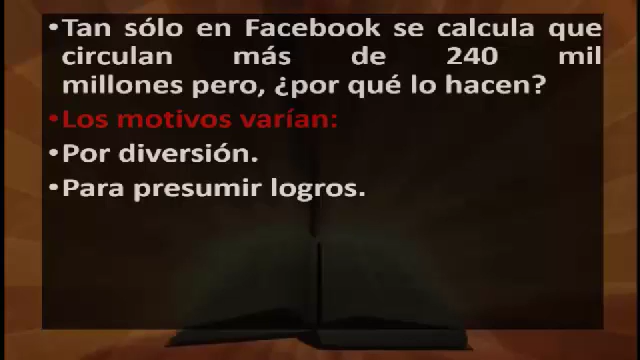 •Tan sólo en Facebook se calcula que
circulan más de 240 mil
millones pero, ¿por qué lo hacen?
•Los motivos varían:
•Por diversión.
•Para presumir logros.